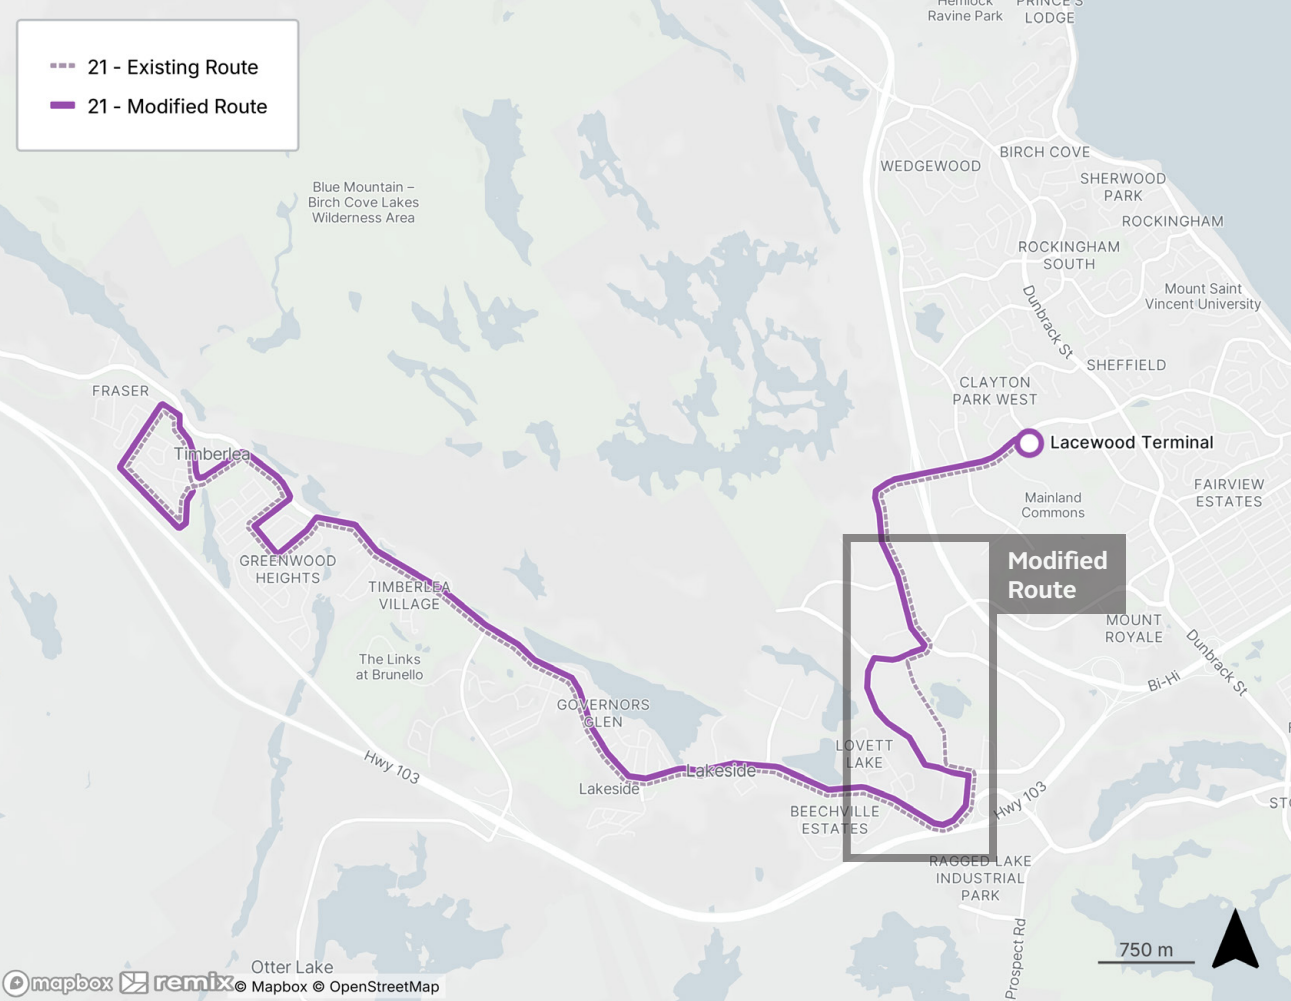 21 - Existing Route
21 - Modified Route
Hemlock
Ravine Park
PRINCE'S
LODGE
WEDGEWOOD
BIRCH COVE
SHERWOOD
PARK
ROCKINGHAM
Blue Mountain –
Birch Cove Lakes
Wilderness Area
ROCKINGHAM
SOUTH
Mount Saint
Vincent University
Dunbrack St
SHEFFIELD
CLAYTON
PARK WEST
FRASER
Timberlea
Lacewood Terminal
FAIRVIEW
ESTATES
Mainland
Commons
GREENWOOD
HEIGHTS
Modified
Route
TIMBERLEA
VILLAGE
MOUNT
ROYALE
Dunbrack St
Bi-Hi
The Links
at Brunello
GOVERNORS
GLEN
LOVETT
LAKE
Hwy 103
Lakeside
Lakeside
Hwy 103
BEECHVILLE
ESTATES
RAGGED LAKE
INDUSTRIAL
PARK
Prospect Rd
750 m
Otter Lake
mapbox remix © Mapbox © OpenStreetMap